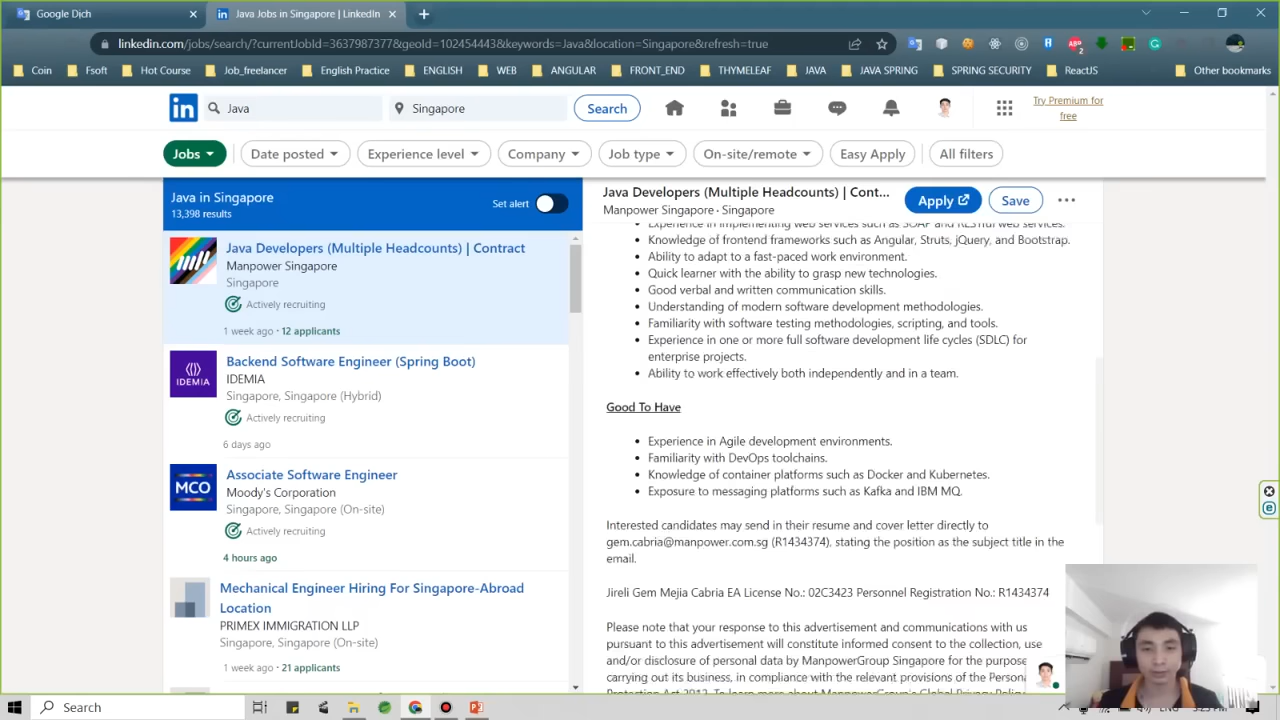 Google Dịch
Java Jobs in Singapore | LinkedIn
linkedin.com/jobs/search/?currentJobId=3637987377&geoId=102454443&keywords=Java&location=Singapore&refresh=true
Coin
Fsoft
Hot Course
Job_freelancer
English Practice
ENGLISH
WEB
ANGULAR
FRONT_END
THYMELEAF
JAVA
JAVA SPRING
SPRING SECURITY
ReactJS
Other bookmarks
in
Java
Singapore
Search
Try Premium for
free
Jobs
Date posted
Experience level
Company
Job type
On-site/remote
Easy Apply
All filters
Java in Singapore
13,398 results
Set alert
Java Developers (Multiple Headcounts) | Contract
Manpower Singapore
Singapore
Actively recruiting
1 week ago · 12 applicants
IDEMIA
Backend Software Engineer (Spring Boot)
IDEMIA
Singapore, Singapore (Hybrid)
Actively recruiting
6 days ago
MCO
Associate Software Engineer
Moody's Corporation
Singapore, Singapore (On-site)
Actively recruiting
4 hours ago
Mechanical Engineer Hiring For Singapore-Abroad
Location
PRIMEX IMMIGRATION LLP
Singapore, Singapore (On-site)
1 week ago · 21 applicants
Java Developers (Multiple Headcounts) | Cont...
Manpower Singapore · Singapore
Apply
Save
Experience in implementing web services such as SOAP and RESTful web services.
Knowledge of frontend frameworks such as Angular, Struts, jQuery, and Bootstrap.
Ability to adapt to a fast-paced work environment.
Quick learner with the ability to grasp new technologies.
Good verbal and written communication skills.
Understanding of modern software development methodologies.
Familiarity with software testing methodologies, scripting, and tools.
Experience in one or more full software development life cycles (SDLC) for
enterprise projects.
Ability to work effectively both independently and in a team.
Good To Have
Experience in Agile development environments.
Familiarity with DevOps toolchains.
Knowledge of container platforms such as Docker and Kubernetes.
Exposure to messaging platforms such as Kafka and IBM MQ.
Interested candidates may send in their resume and cover letter directly to
gem.cabria@manpower.com.sg (R1434374), stating the position as the subject title in the
email.
Jireli Gem Mejia Cabria EA License No.: 02C3423 Personnel Registration No.: R1434374
Please note that your response to this advertisement and communications with us
pursuant to this advertisement will constitute informed consent to the collection, use
and/or disclosure of personal data by ManpowerGroup Singapore for the purpose
carrying out its business, in compliance with the relevant provisions of the Persona
Search